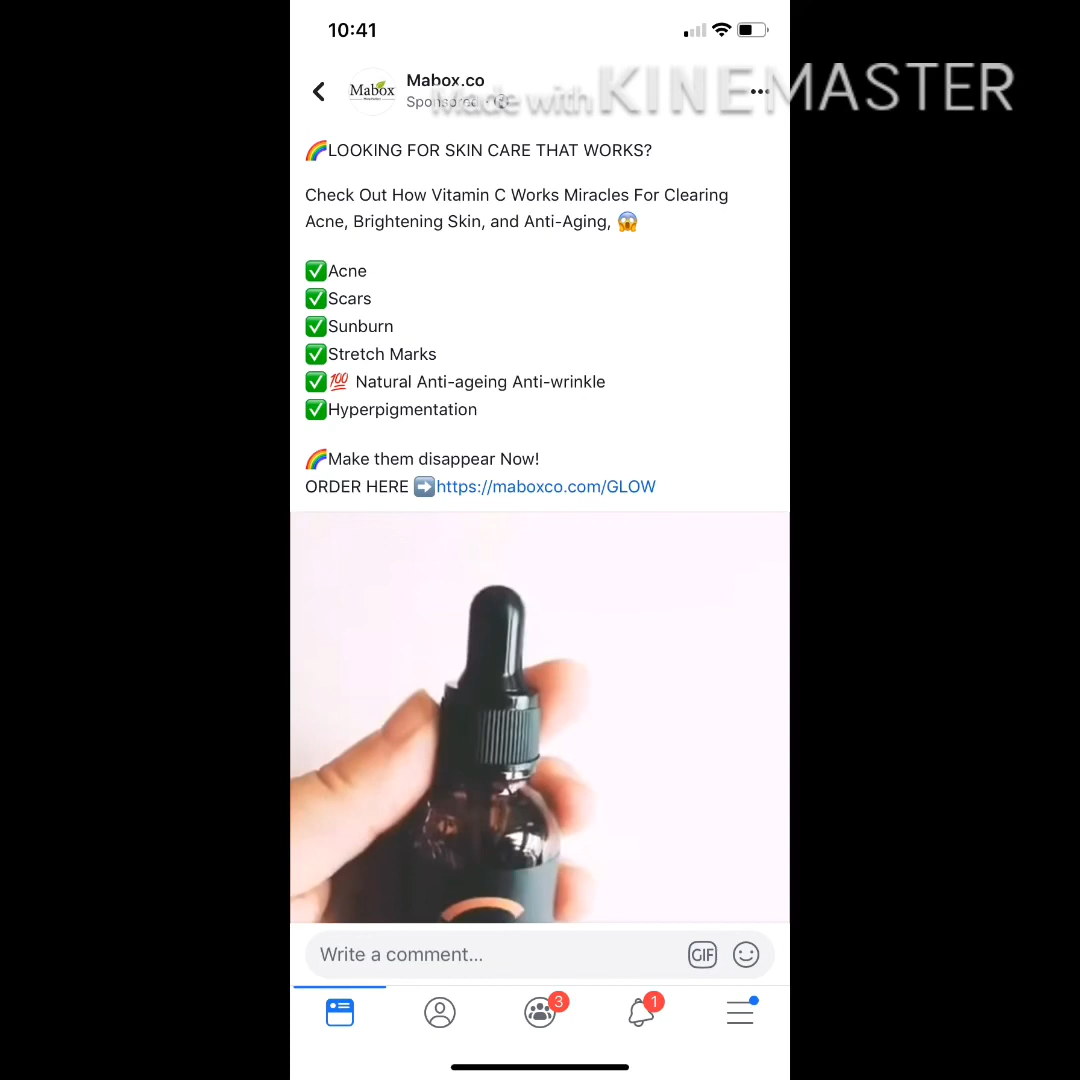 10:41
Mabox
Mabox.co
Sponsored
Made with KINEMASTER
🌈LOOKING FOR SKIN CARE THAT WORKS?
Check Out How Vitamin C Works Miracles For Clearing
Acne, Brightening Skin, and Anti-Aging, 😱
✅Acne
✅Scars
✅Sunburn
✅Stretch Marks
✅💯 Natural Anti-ageing Anti-wrinkle
✅Hyperpigmentation
🌈Make them disappear Now!
ORDER HERE ➡️https://maboxco.com/GLOW
Write a comment...
GIF
3
1